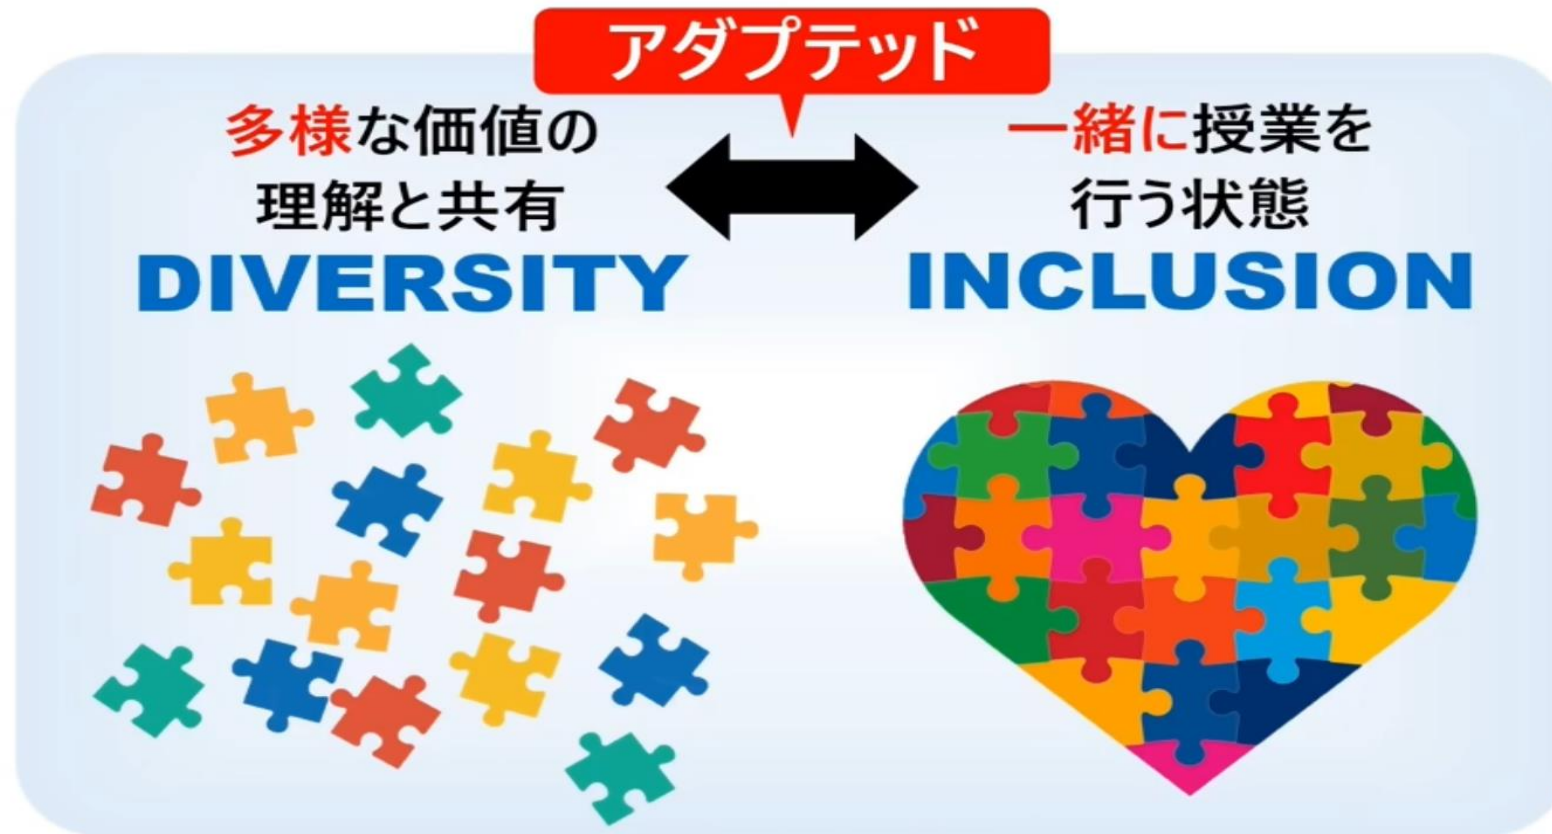 アダプテッド
多様な価値の
理解と共有
DIVERSITY
一緒に授業を
行う状態
INCLUSION